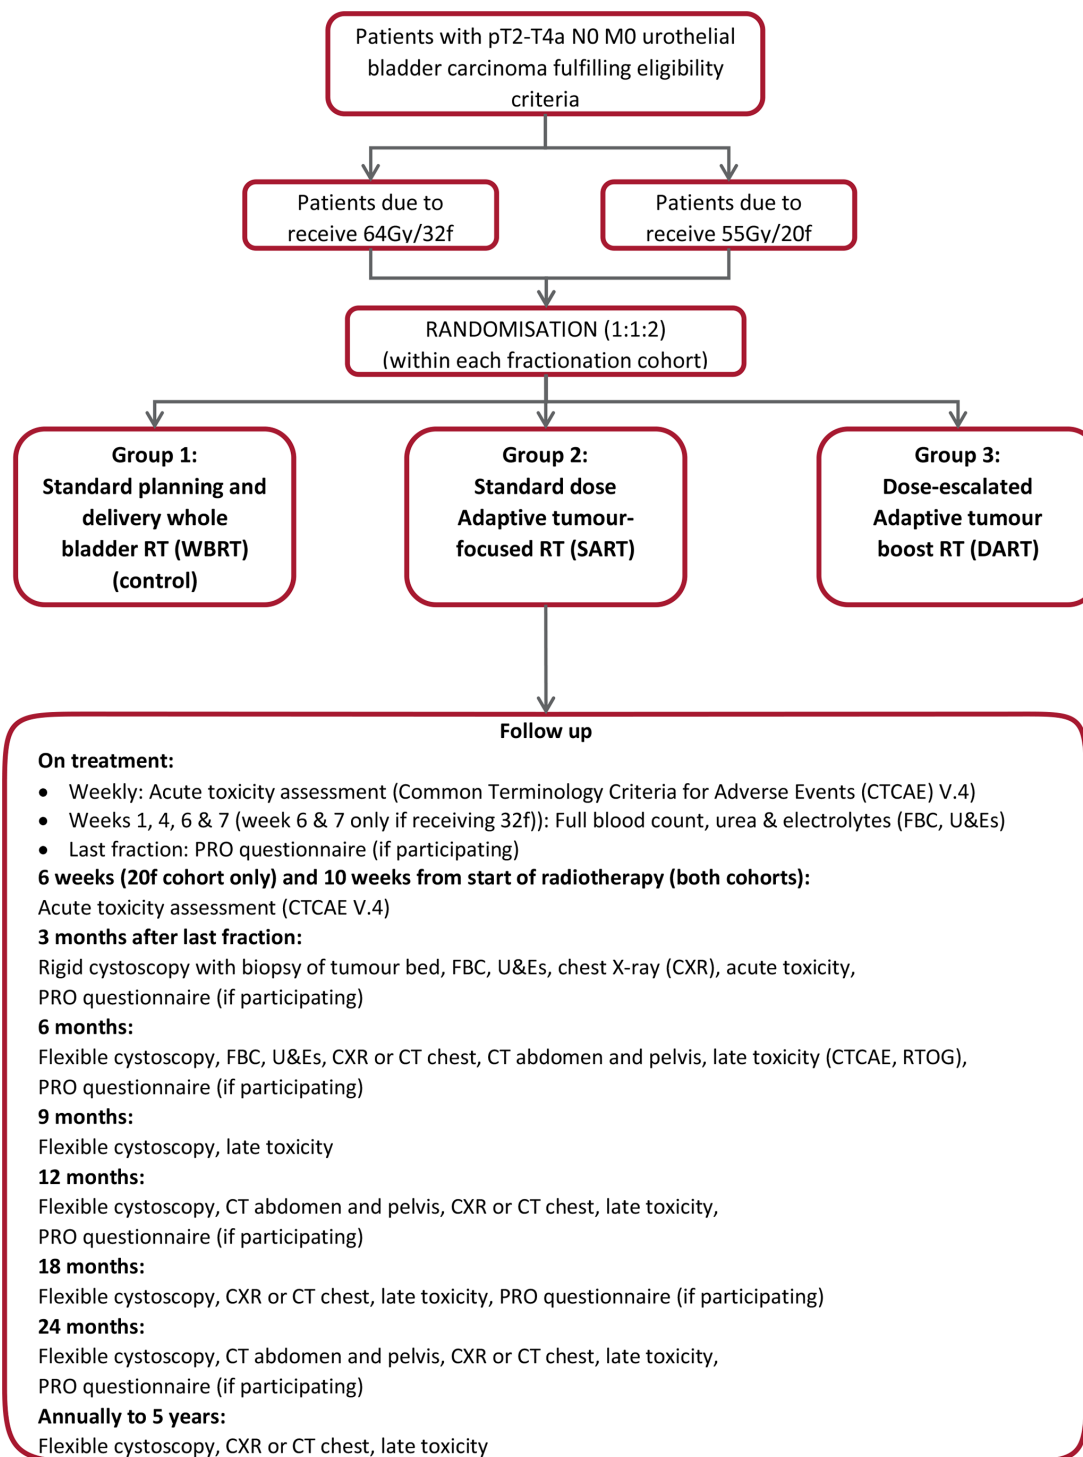 Patients with pT2-T4a N0 M0 urothelial
bladder carcinoma fulfilling eligibility
criteria
Patients due to
receive 64Gy/32f
Patients due to
receive 55Gy/20f
RANDOMISATION (1:1:2)
(within each fractionation cohort)
Group 1:
Standard planning and
delivery whole
bladder RT (WBRT)
(control)
Group 2:
Standard dose
Adaptive tumour-
focused RT (SART)
Group 3:
Dose-escalated
Adaptive tumour
boost RT (DART)
Follow up
On treatment:
• Weekly: Acute toxicity assessment (Common Terminology Criteria for Adverse Events (CTCAE) V.4)
• Weeks 1, 4, 6 & 7 (week 6 & 7 only if receiving 32f)): Full blood count, urea & electrolytes (FBC, U&Es)
• Last fraction: PRO questionnaire (if participating)
6 weeks (20f cohort only) and 10 weeks from start of radiotherapy (both cohorts):
Acute toxicity assessment (CTCAE V.4)
3 months after last fraction:
Rigid cystoscopy with biopsy of tumour bed, FBC, U&Es, chest X-ray (CXR), acute toxicity,
PRO questionnaire (if participating)
6 months:
Flexible cystoscopy, FBC, U&Es, CXR or CT chest, CT abdomen and pelvis, late toxicity (CTCAE, RTOG),
PRO questionnaire (if participating)
9 months:
Flexible cystoscopy, late toxicity
12 months:
Flexible cystoscopy, CT abdomen and pelvis, CXR or CT chest, late toxicity,
PRO questionnaire (if participating)
18 months:
Flexible cystoscopy, CXR or CT chest, late toxicity, PRO questionnaire (if participating)
24 months:
Flexible cystoscopy, CT abdomen and pelvis, CXR or CT chest, late toxicity,
PRO questionnaire (if participating)
Annually to 5 years:
Flexible cystoscopy, CXR or CT chest, late toxicity